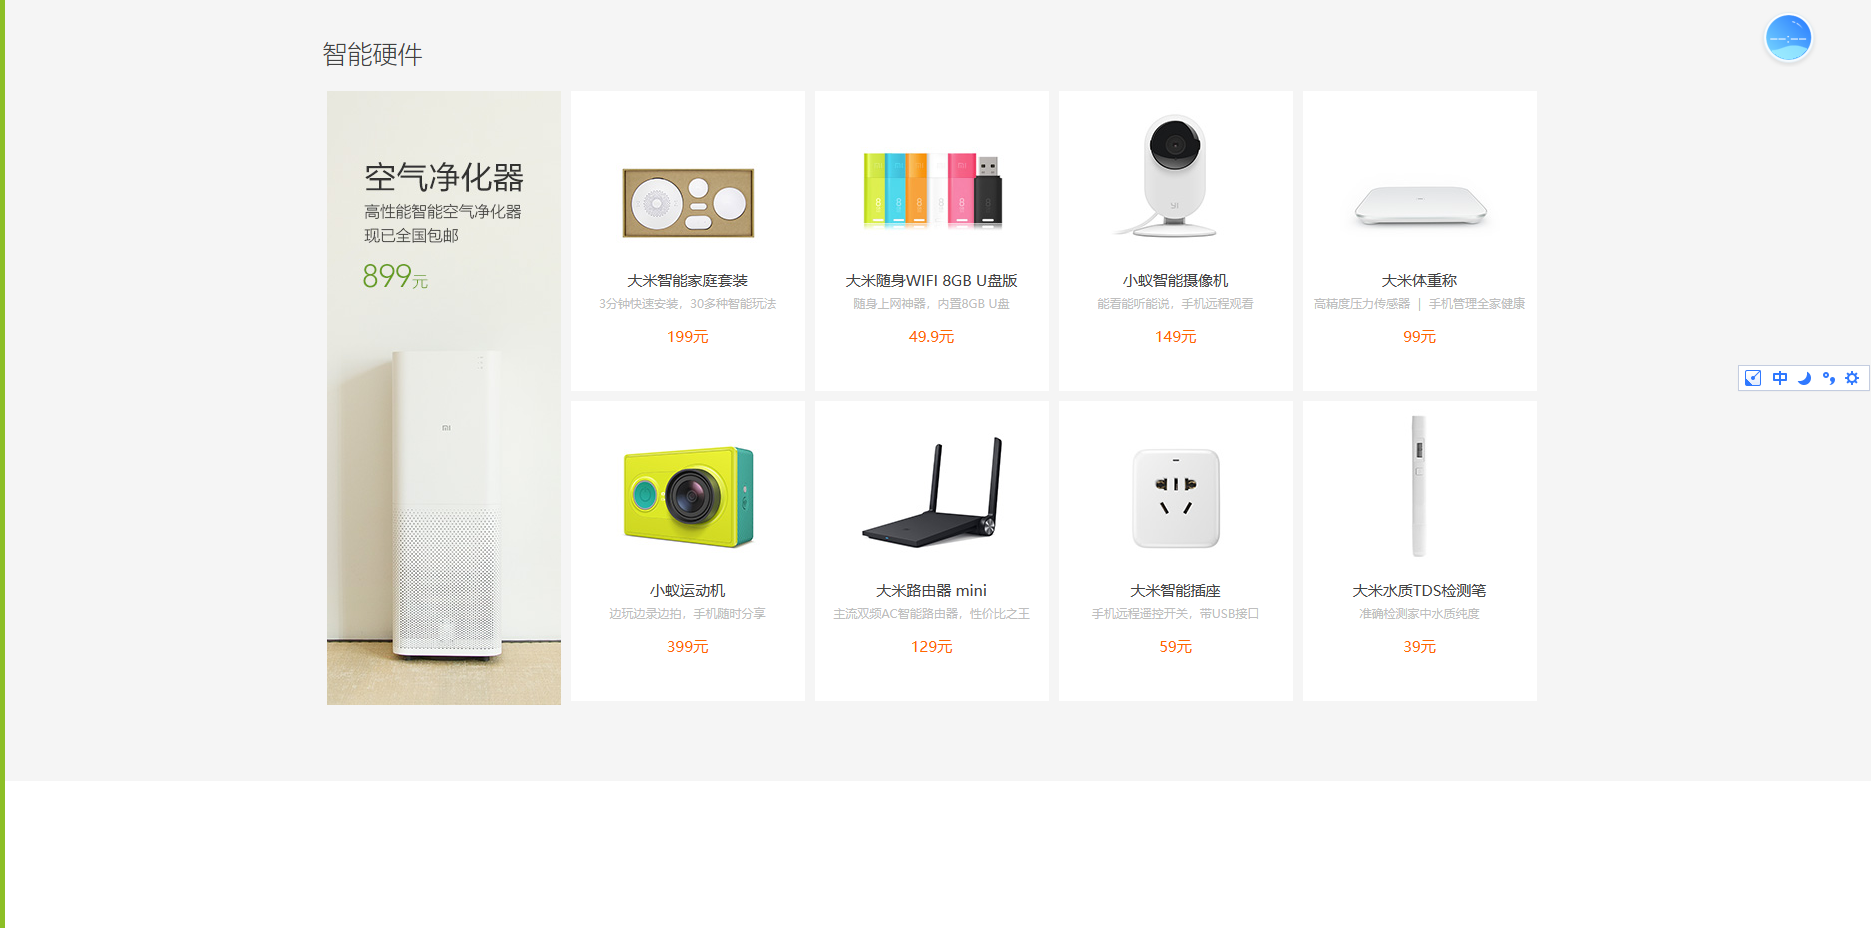 智能硬件
空气净化器
高性能智能空气净化器
现已全国包邮
899元
大米智能家庭套装
3分钟快速安装，30多种智能玩法
199元
大米随身WIFI 8GB U盘版
随身上网神器，内置8GB U盘
49.9元
小蚁智能摄像机
能看能听能说，手机远程观看
149元
大米体重称
高精度压力传感器 ｜ 手机管理全家健康
99元
小蚁运动机
边玩边录边拍，手机随时分享
399元
大米路由器 mini
主流双频AC智能路由器，性价比之王
129元
大米智能插座
手机远程遥控开关，带USB接口
59元
大米水质TDS检测笔
准确检测家中水质纯度
39元
中